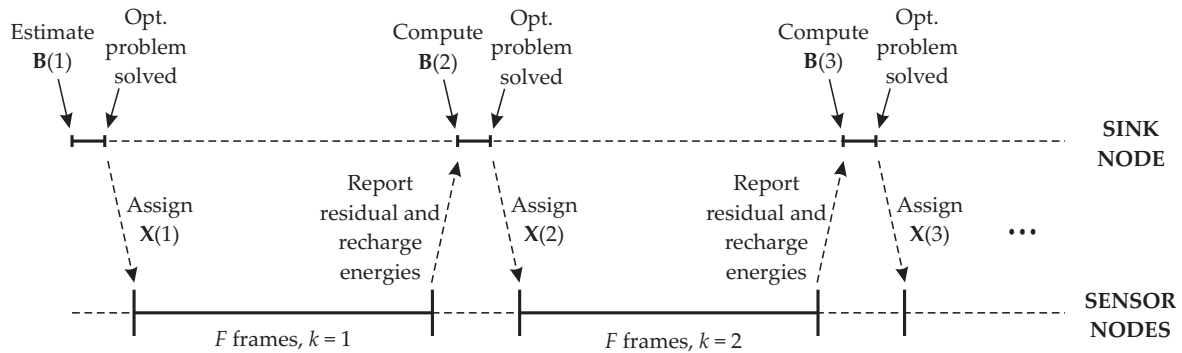 Estimate
B(1)
Opt.
problem
solved
Compute
B(2)
Opt.
problem
solved
Compute
B(3)
Opt.
problem
solved
SINK
NODE
Assign
X(1)
Report
residual and
recharge
energies
Assign
X(2)
Report
residual and
recharge
energies
Assign
X(3)
...
SENSOR
NODES
F frames, k = 1
F frames, k = 2